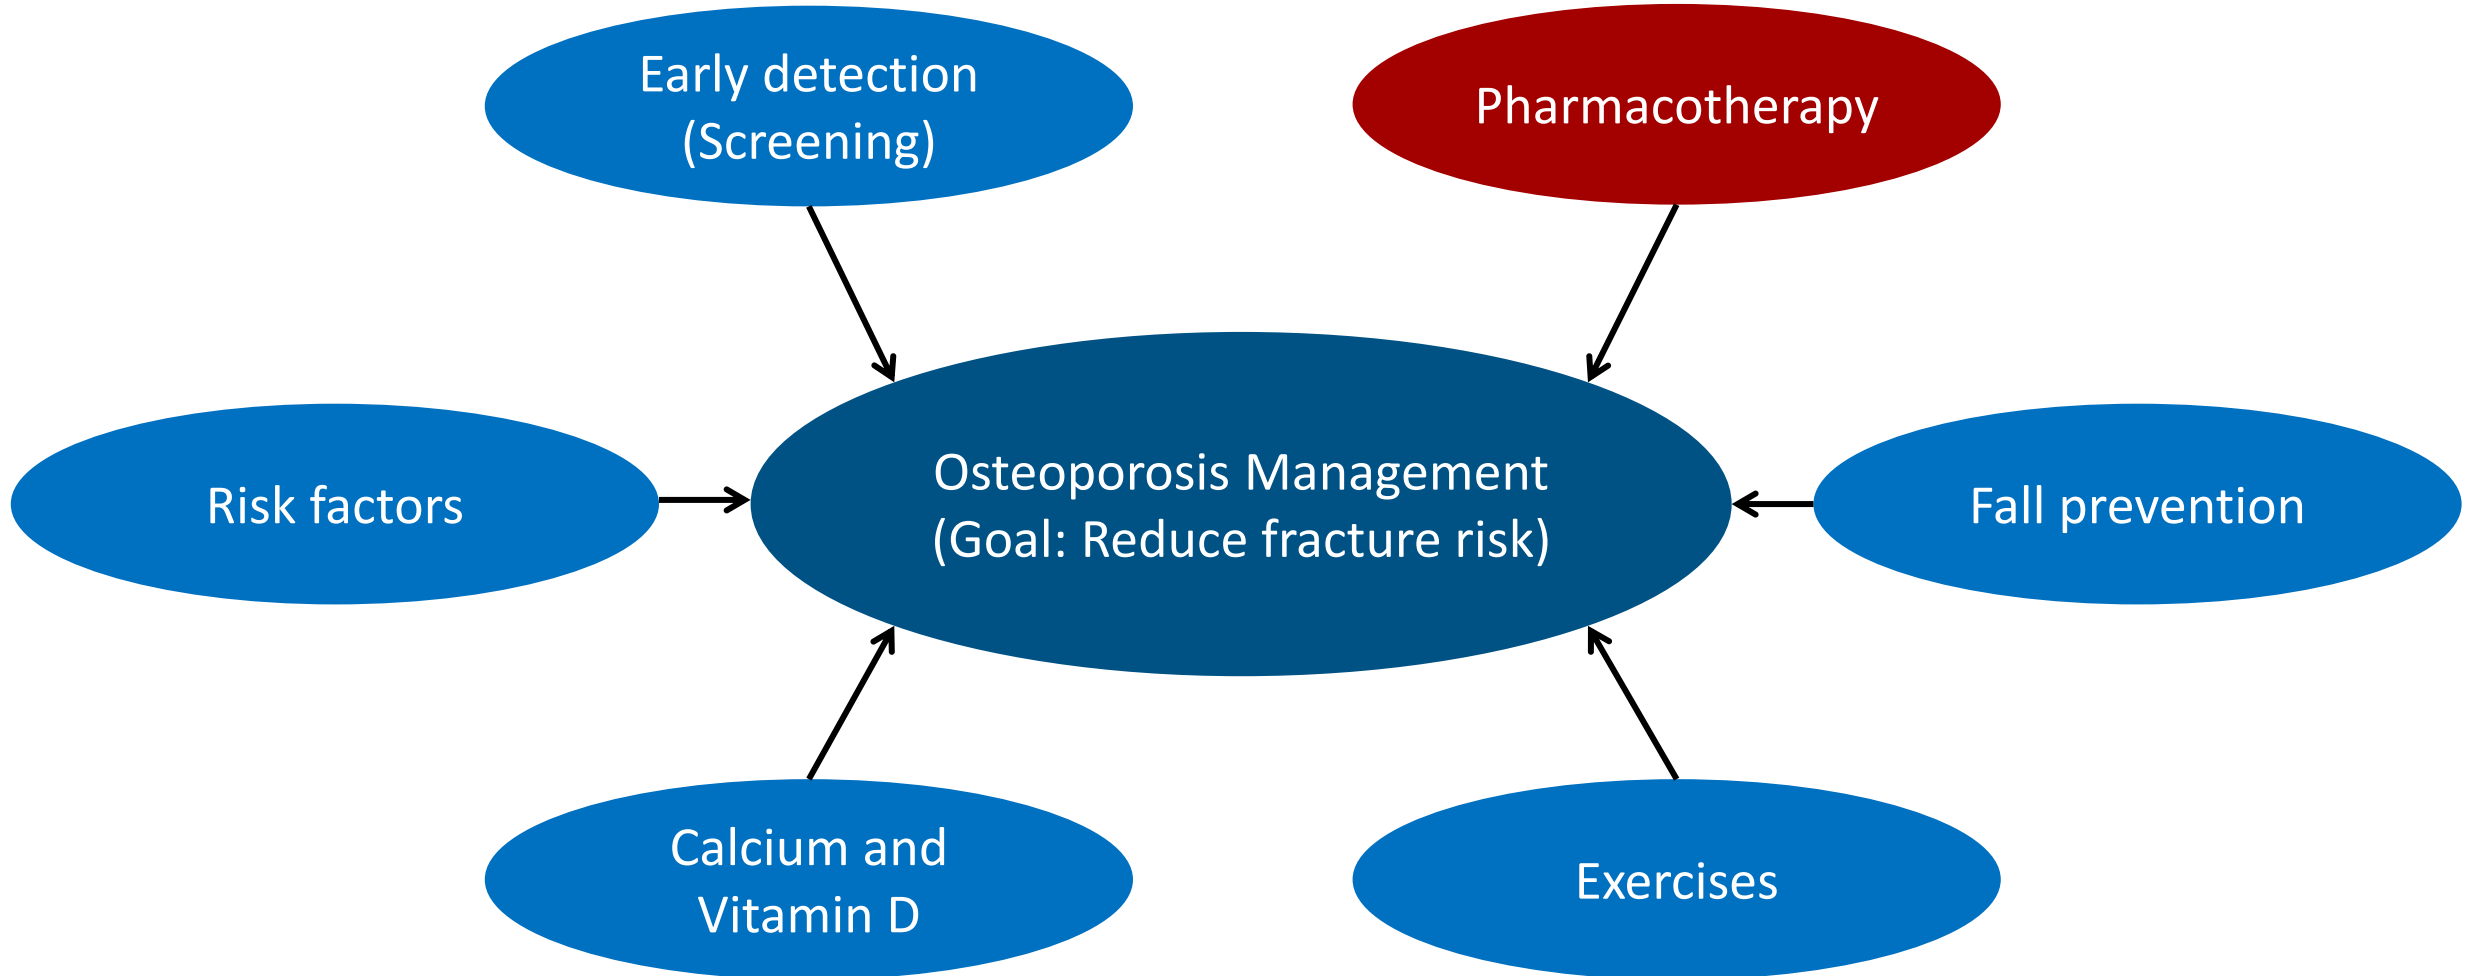 Early detection
(Screening)
Pharmacotherapy
Risk factors
Osteoporosis Management
(Goal: Reduce fracture risk)
Fall prevention
Calcium and
Vitamin D
Exercises